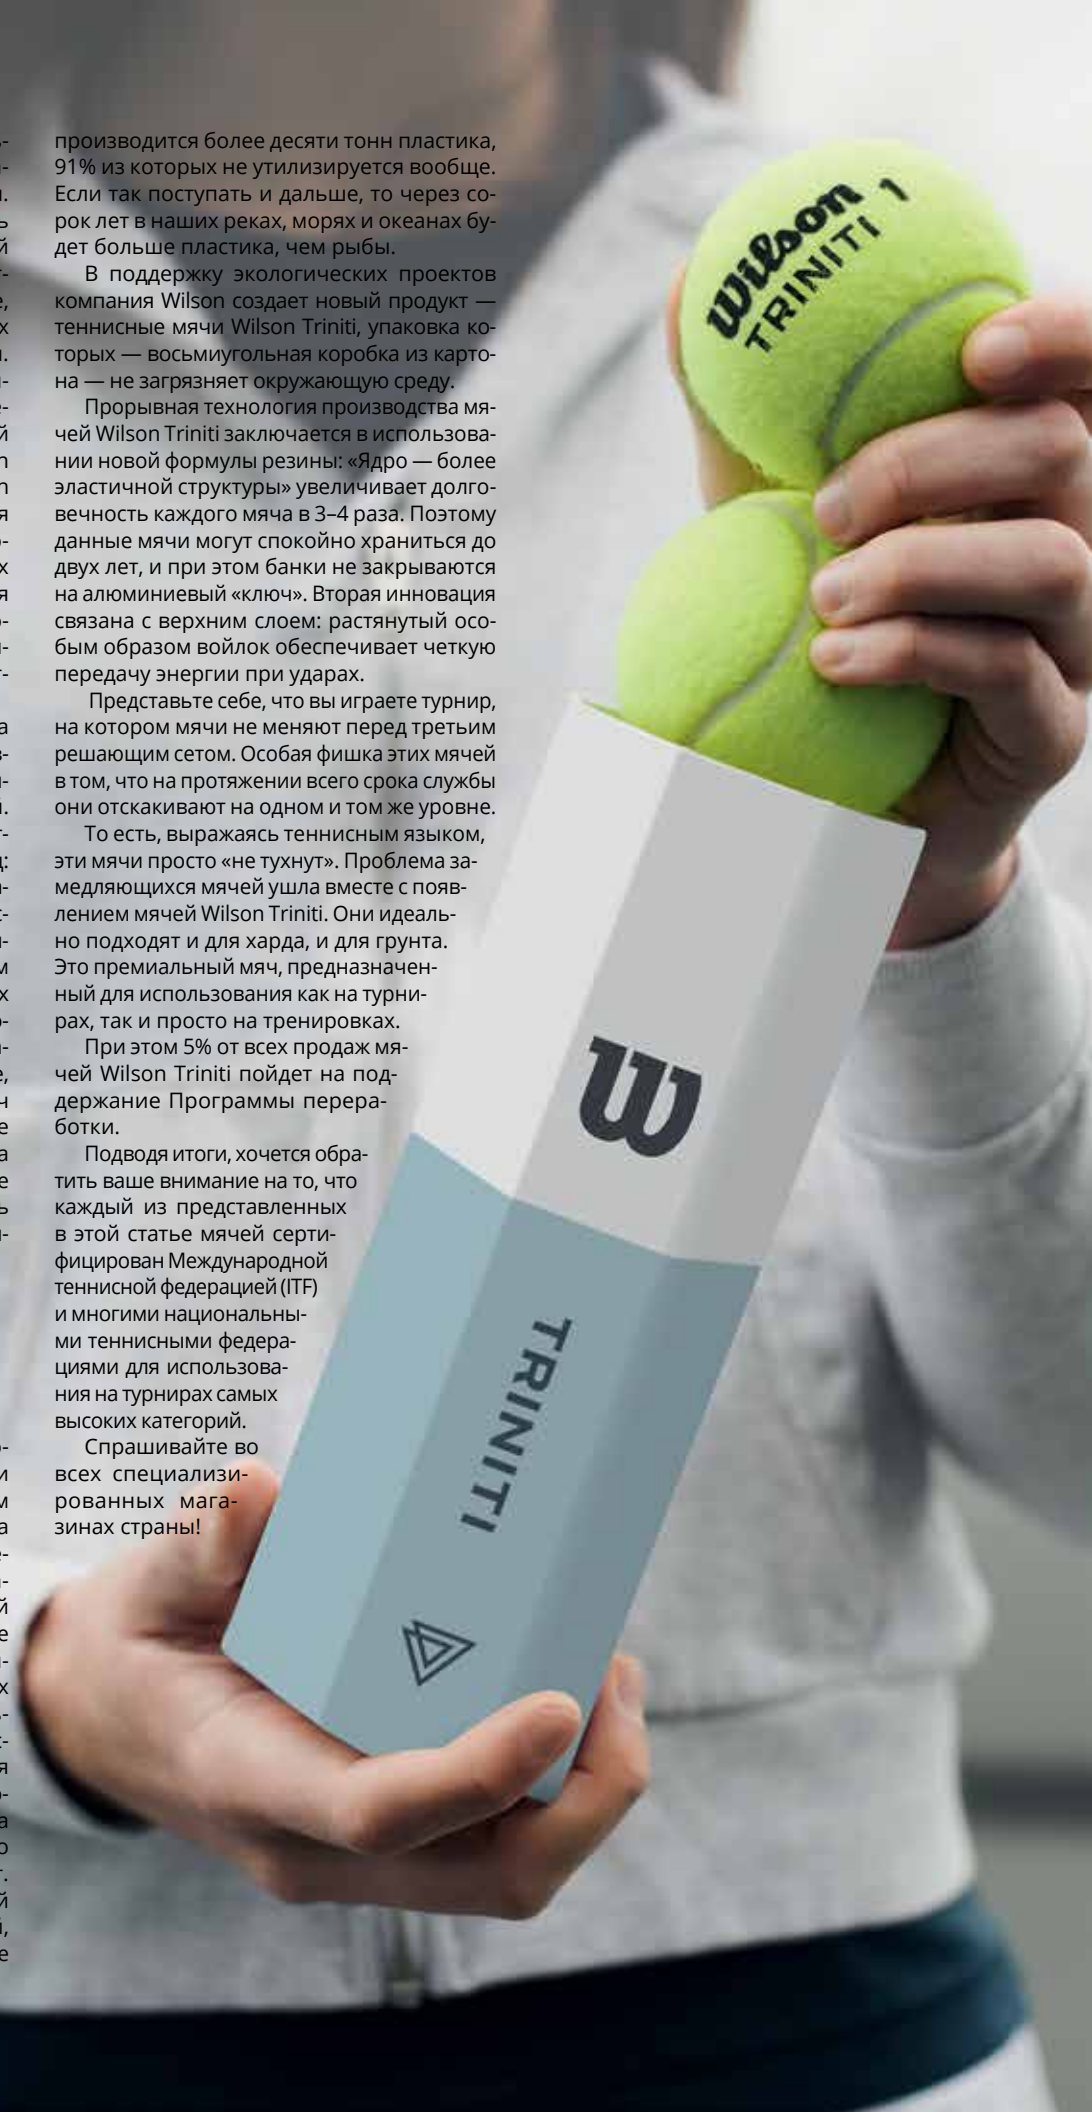 производится более десяти тонн пластика,
91% из которых не утилизируется вообще.
Если так поступать и дальше, то через со-
рок лет в наших реках, морях и океанах бу-
дет больше пластика, чем рыбы.
В поддержку экологических проектов
компания Wilson создает новый продукт —
теннисные мячи Wilson Triniti, упаковка ко-
торых — восьмиугольная коробка из карто-
на — не загрязняет окружающую среду.
Прорывная технология производства мя-
чей Wilson Triniti заключается в использова-
нии новой формулы резины: «Ядро — более
эластичной структуры» увеличивает долго-
вечность каждого мяча в 3–4 раза. Поэтому
данные мячи могут спокойно храниться до
двух лет, и при этом банки не закрываются
на алюминиевый «ключ». Вторая инновация
связана с верхним слоем: растянутый осо-
бым образом войлок обеспечивает четкую
передачу энергии при ударах.
Представьте себе, что вы играете турнир,
на котором мячи не меняют перед третьим
решающим сетом. Особая фишка этих мячей
в том, что на протяжении всего срока службы
они отскакивают на одном и том же уровне.
То есть, выражаясь теннисным языком,
эти мячи просто «не тухнут». Проблема за-
медляющихся мячей ушла вместе с появ-
лением мячей Wilson Triniti. Они идеаль-
но подходят и для харда, и для грунта.
Это премиальный мяч, предназначен-
ный для использования как на турни-
рах, так и просто на тренировках.
При этом 5% от всех продаж мя-
чей Wilson Triniti пойдет на под-
держание Программы перера-
ботки.
Подводя итоги, хочется обра-
тить ваше внимание на то, что
каждый из представленных
в этой статье мячей серти-
фицирован Международной
теннисной федерацией (ITF)
и многими национальны-
ми теннисными федера-
циями для использова-
ния на турнирах самых
высоких категорий.
Спрашивайте во
всех специализи-
рованных мага-
зинах страны!
Wilson 1
TRINITI
W
TRINITI